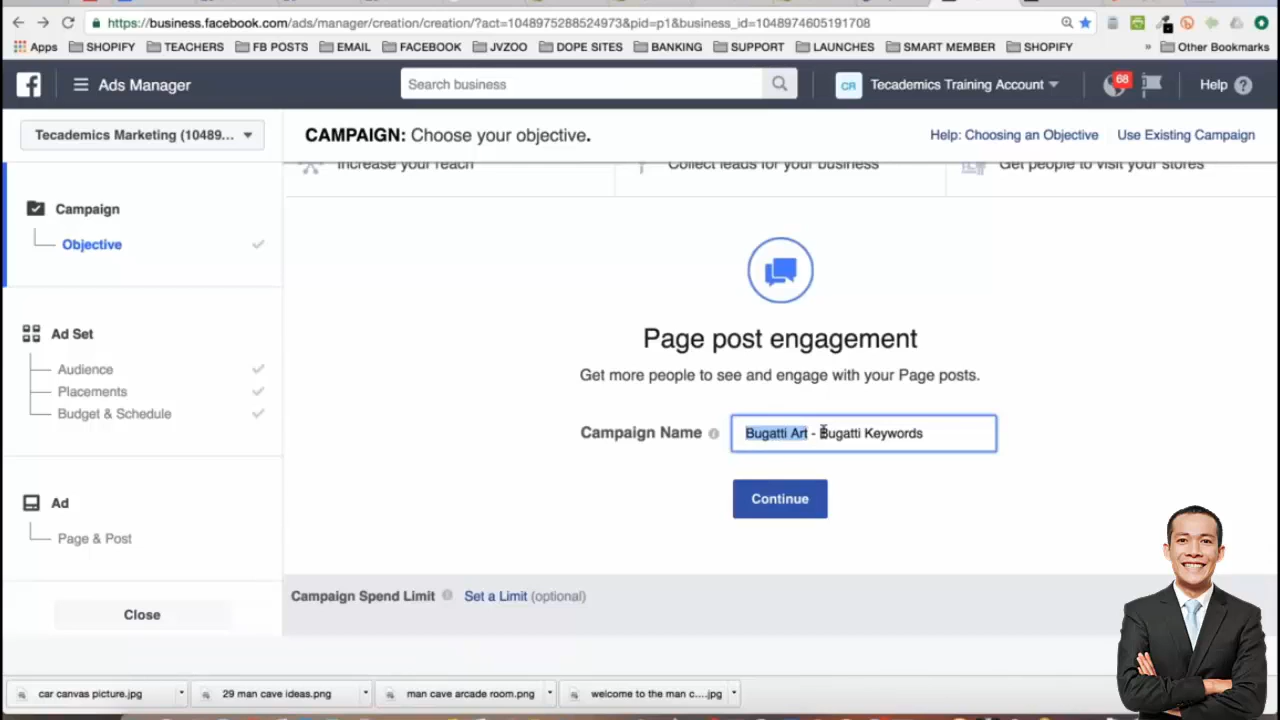 https://business.facebook.com/ads/manager/creation/creation/?act=1048975288524973&pid=p1&business_id=1048974605191708
Apps SHOPIFY TEACHERS FB POSTS EMAIL FACEBOOK JVZOO DOPE SITES BANKING SUPPORT LAUNCHES SMART MEMBER SHOPIFY » Other Bookmarks
Ads Manager Search business CR Tecademics Training Account 68 Help ?
Tecademics Marketing (10489... CAMPAIGN: Choose your objective. Help: Choosing an Objective Use Existing Campaign
Increase your reach Collect leads for your business Get people to visit your stores
Campaign
Objective
Page post engagement
Get more people to see and engage with your Page posts.
Ad Set
Audience
Placements
Budget & Schedule
Campaign Name Bugatti Art - Bugatti Keywords
Continue
Ad
Page & Post
Campaign Spend Limit Set a Limit (optional)
Close
car canvas picture.jpg 29 man cave ideas.png man cave arcade room.png welcome to the man c....jpg